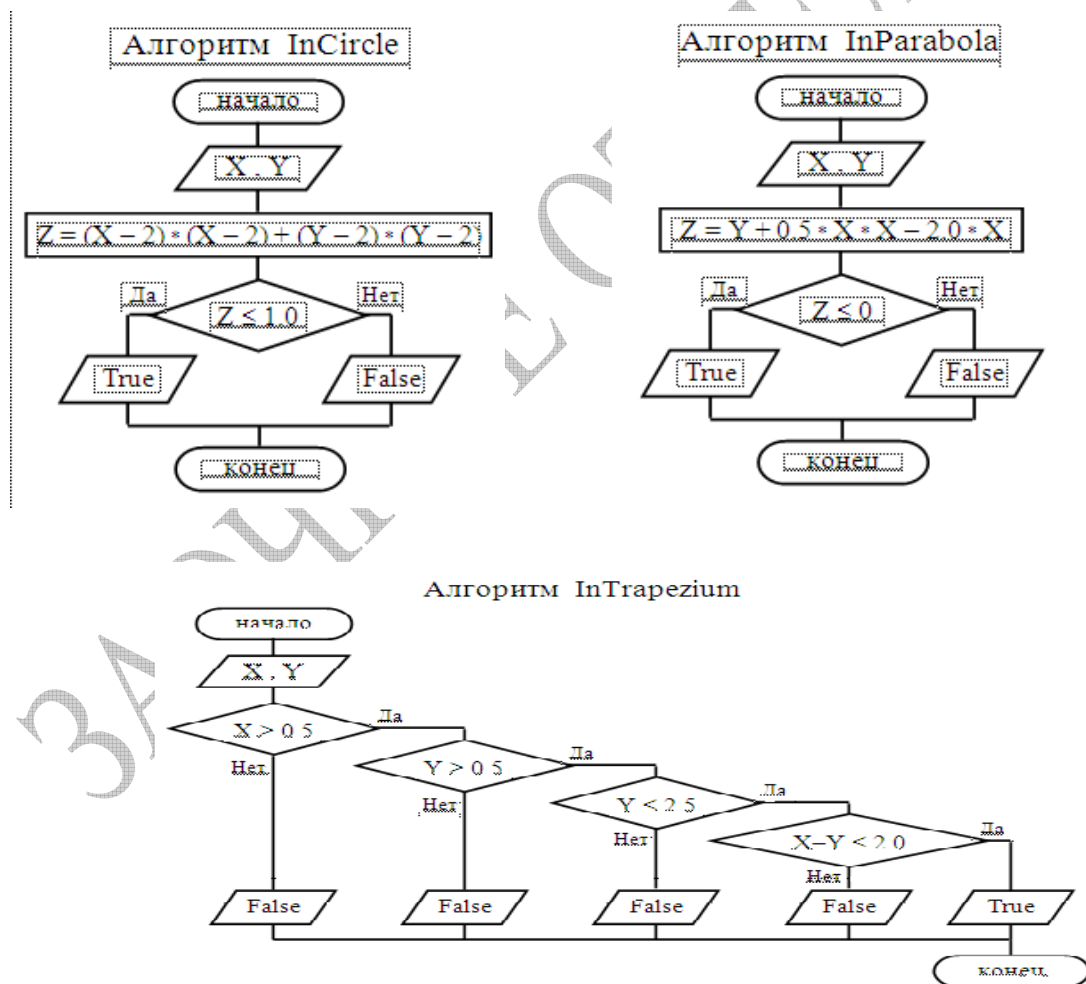 Алгоритм InCircle
начало
X , Y
Z = (X – 2) * (X – 2) + (Y – 2) * (Y – 2)
Да
Нет
Z ≤ 1.0
True
False
конец
Алгоритм InParabola
начало
X , Y
Z = Y + 0.5 * X * X – 2.0 * X
Да
Нет
Z ≤ 0
True
False
конец
Алгоритм InTrapezium
начало
X , Y
X > 0 5
Да
Нет
Y > 0 5
Да
Нет
Y < 2 5
Да
Нет
X–Y < 2 0
Да
Нет
False
False
False
False
True
конец